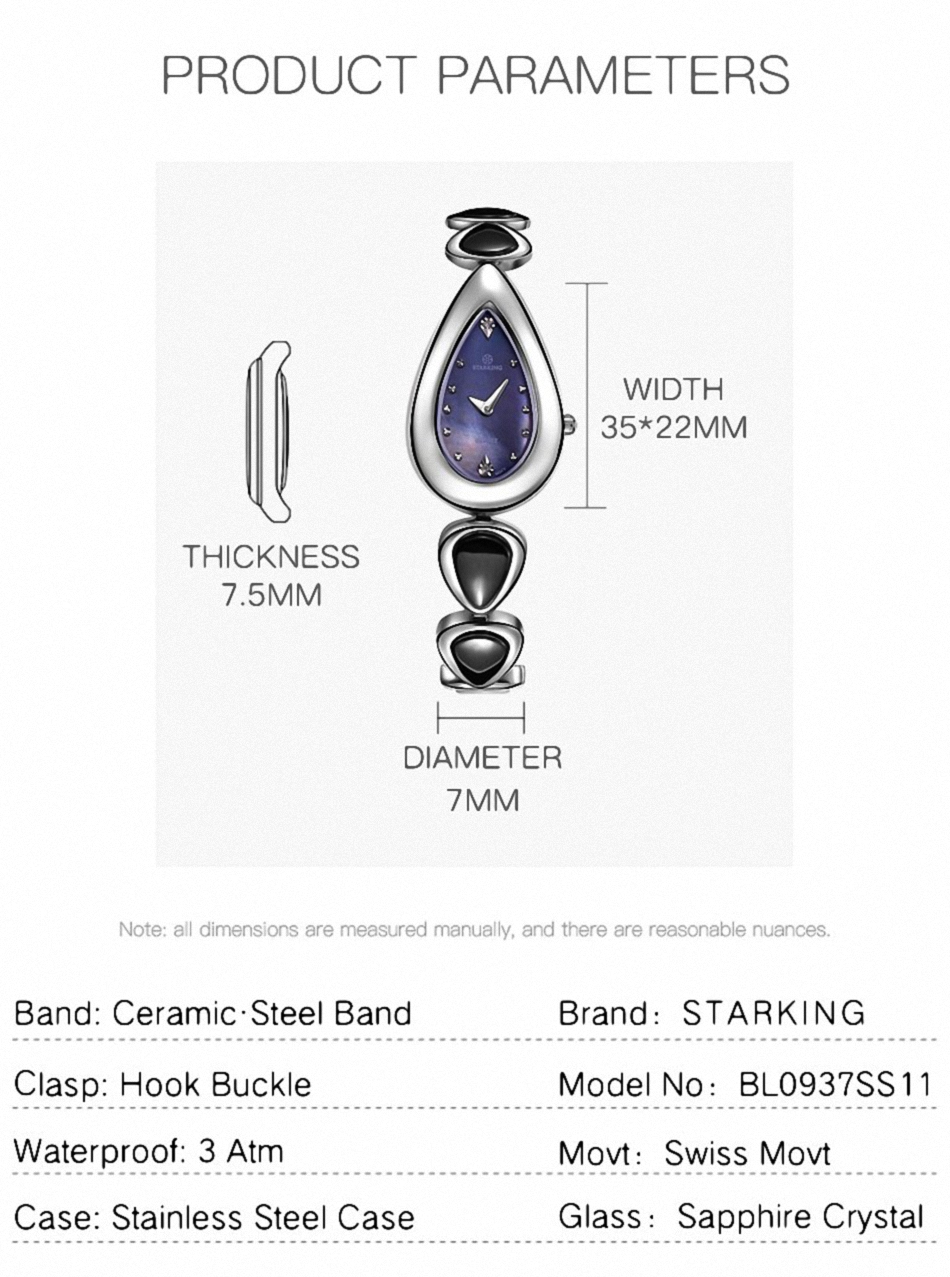 PRODUCT PARAMETERS
STARKING
WIDTH
35*22MM
THICKNESS
7.5MM
DIAMETER
7MM
Note: all dimensions are measured manually, and there are reasonable nuances.
Band: Ceramic·Steel Band
Brand: STARKING
Clasp: Hook Buckle
Model No: BL0937SS11
Waterproof: 3 Atm
Movt: Swiss Movt
Case: Stainless Steel Case
Glass: Sapphire Crystal